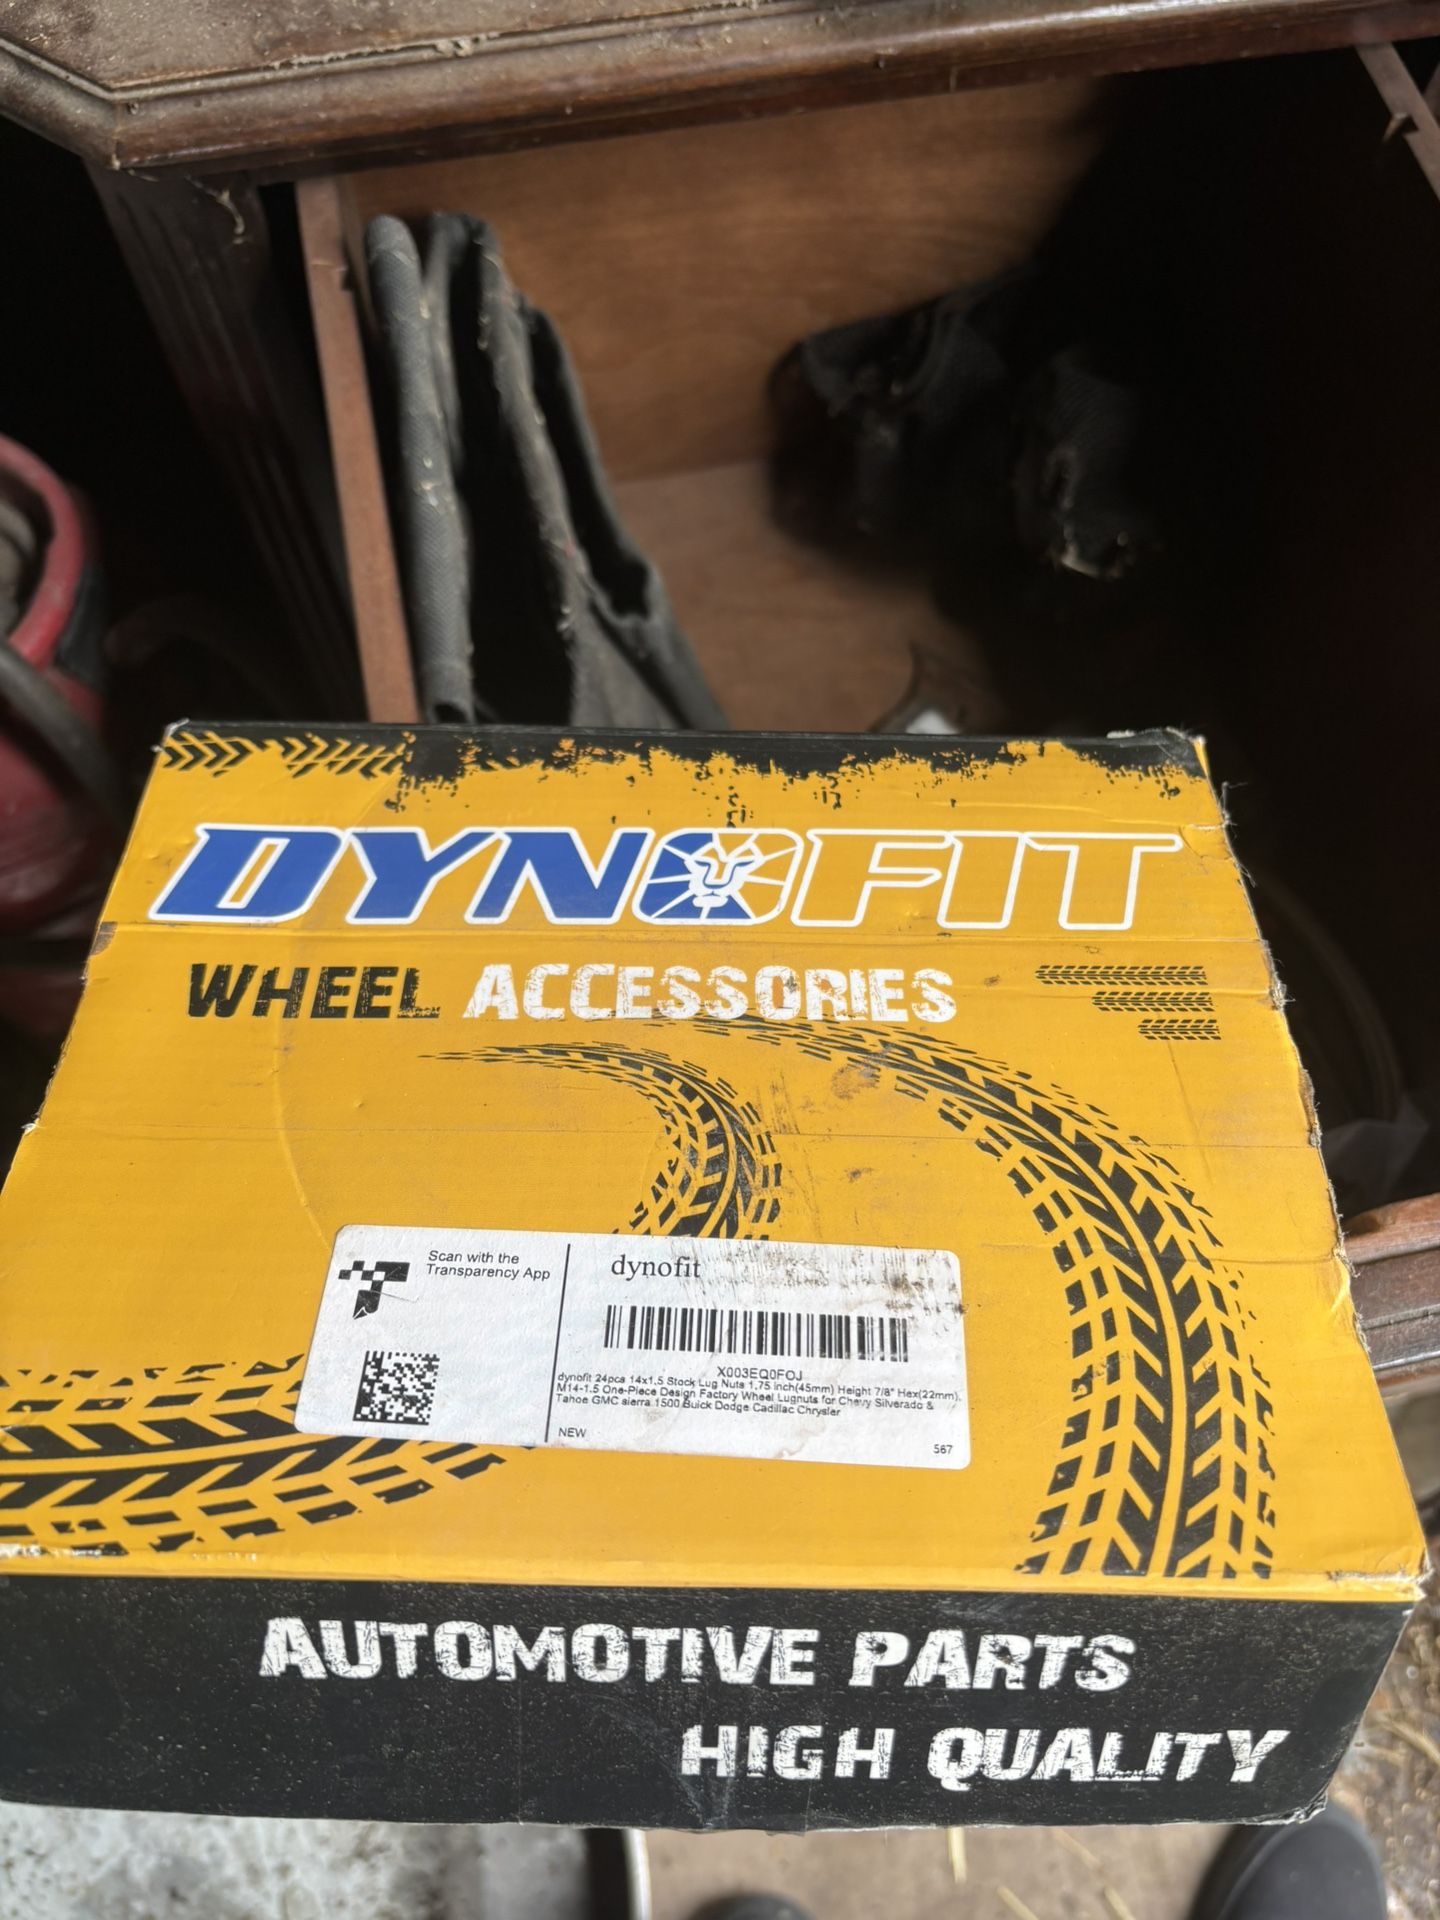 DYNOFIT
WHEEL ACCESSORIES
Scan with the
Transparency App
dynofit
X003EQ0FOJ
dynofit 24pcs 14x1.5 Stock Lug Nuts 1.75 inch(45mm) Height 7/8" Hex(22mm),
M14-1.5 One-Piece Design Factory Wheel Lugnuts for Chevy Silverado &
Tahoe GMC sierra 1500 Buick Dodge Cadillac Chrysler
NEW
567
AUTOMOTIVE PARTS
HIGH QUALITY